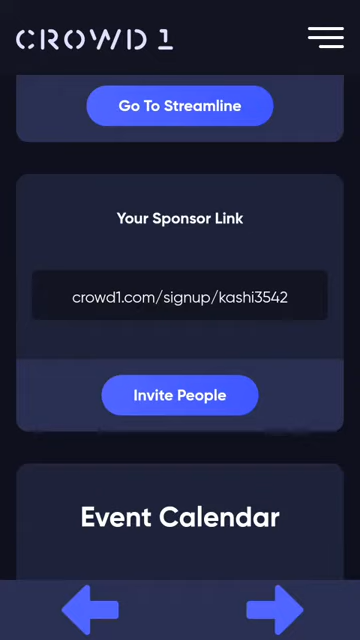 CROWD 1
Go To Streamline
Your Sponsor Link
crowd1.com/signup/kashi3542
Invite People
Event Calendar